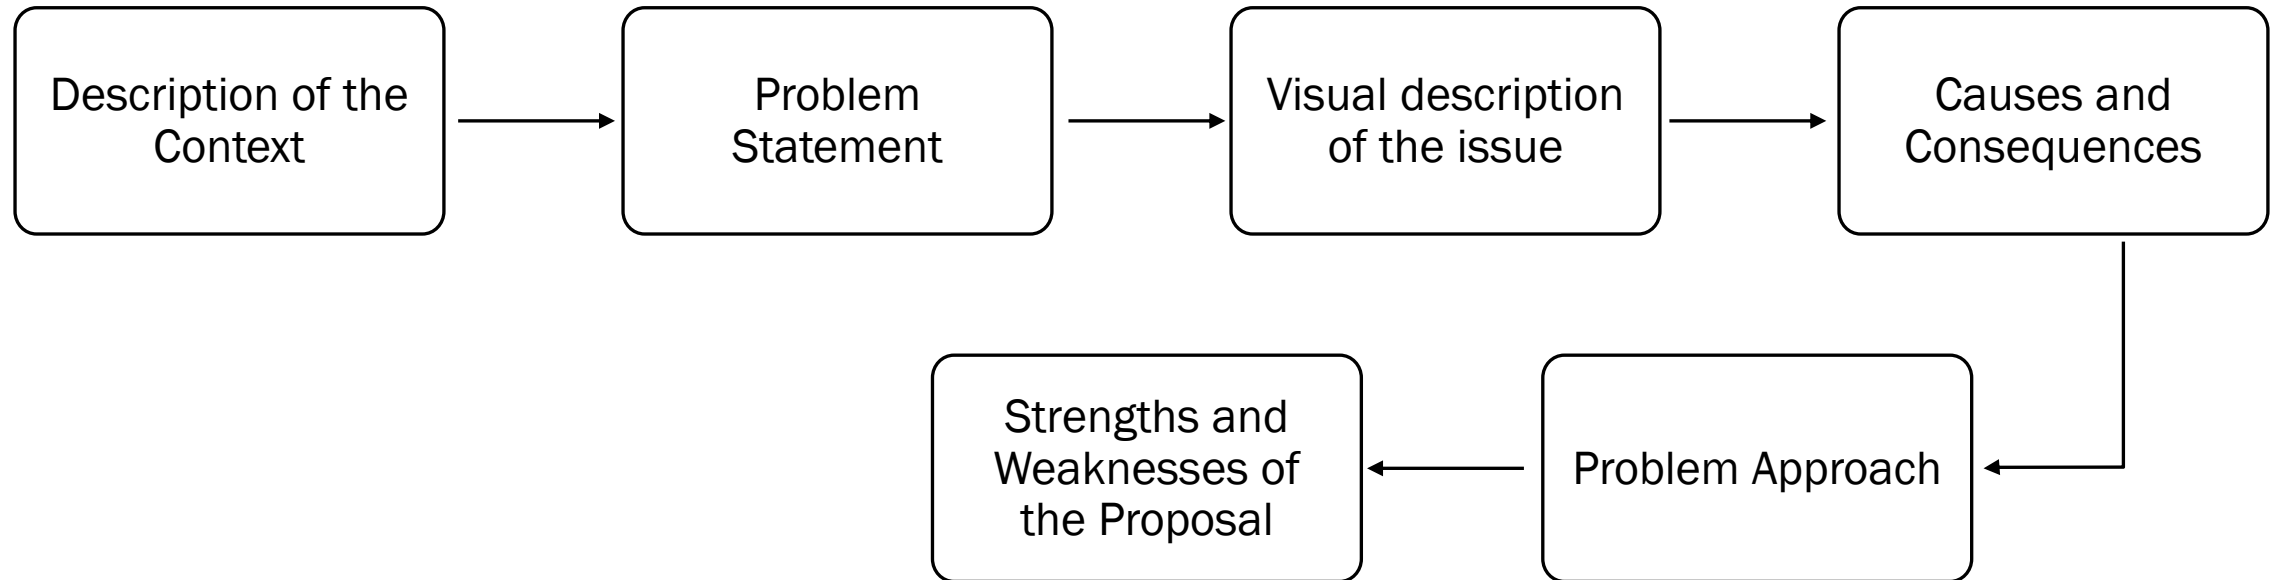 Description of the
Context
Problem
Statement
Visual description
of the issue
Causes and
Consequences
Problem Approach
Strengths and
Weaknesses of
the Proposal